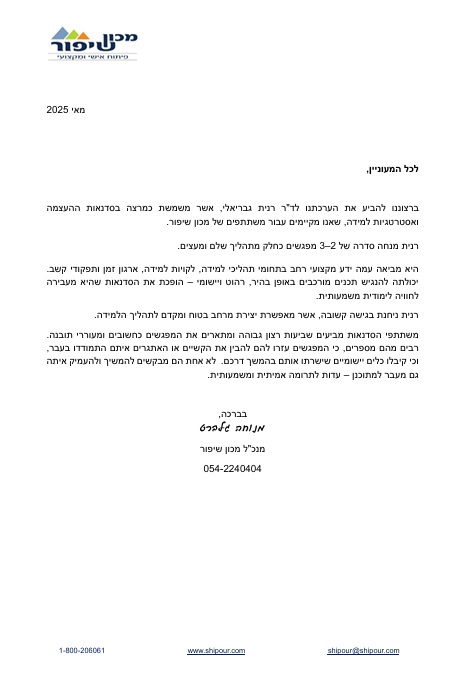 מכון
שיפור
פיתוח אישי ומקצועי
מאי 2025
לכל המעוניין,
ברצוננו להביע את הערכתנו לד"ר רנית גבריאלי, אשר משמשת כמרצה בסדנאות ההעצמה
ואסטרטגיות למידה, שאנו מקיימים עבור משתתפים של מכון שיפור.
רנית מנחה סדרה של 2–3 מפגשים כחלק מתהליך שלם ומעצים.
היא מביאה עמה ידע מקצועי רחב בתחומי תהליכי למידה, לקויות למידה, ארגון זמן ותפקודי קשב.
יכולתה להנגיש תכנים מורכבים באופן בהיר, רהוט ויישומי – הופכת את הסדנאות שהיא מעבירה
לחוויה לימודית משמעותית.
רנית ניחנת בגישה קשובה, אשר מאפשרת יצירת מרחב בטוח ומקדם לתהליך הלמידה.
משתתפי הסדנאות מביעים שביעות רצון גבוהה ומתארים את המפגשים כחשובים ומעוררי תובנה.
רבים מהם מספרים, כי המפגשים עזרו להם להבין את הקשיים או האתגרים איתם התמודדו בעבר,
וכי קיבלו כלים יישומיים שישרתו אותם בהמשך דרכם. לא אחת הם מבקשים להמשיך ולהעמיק איתה
גם מעבר למתוכנן – עדות לתרומה אמיתית ומשמעותית.
בברכה,
מנוחה גילברט
מנכ"ל מכון שיפור
054-2240404
1-800-206061 www.shipour.com shipour@shipour.com